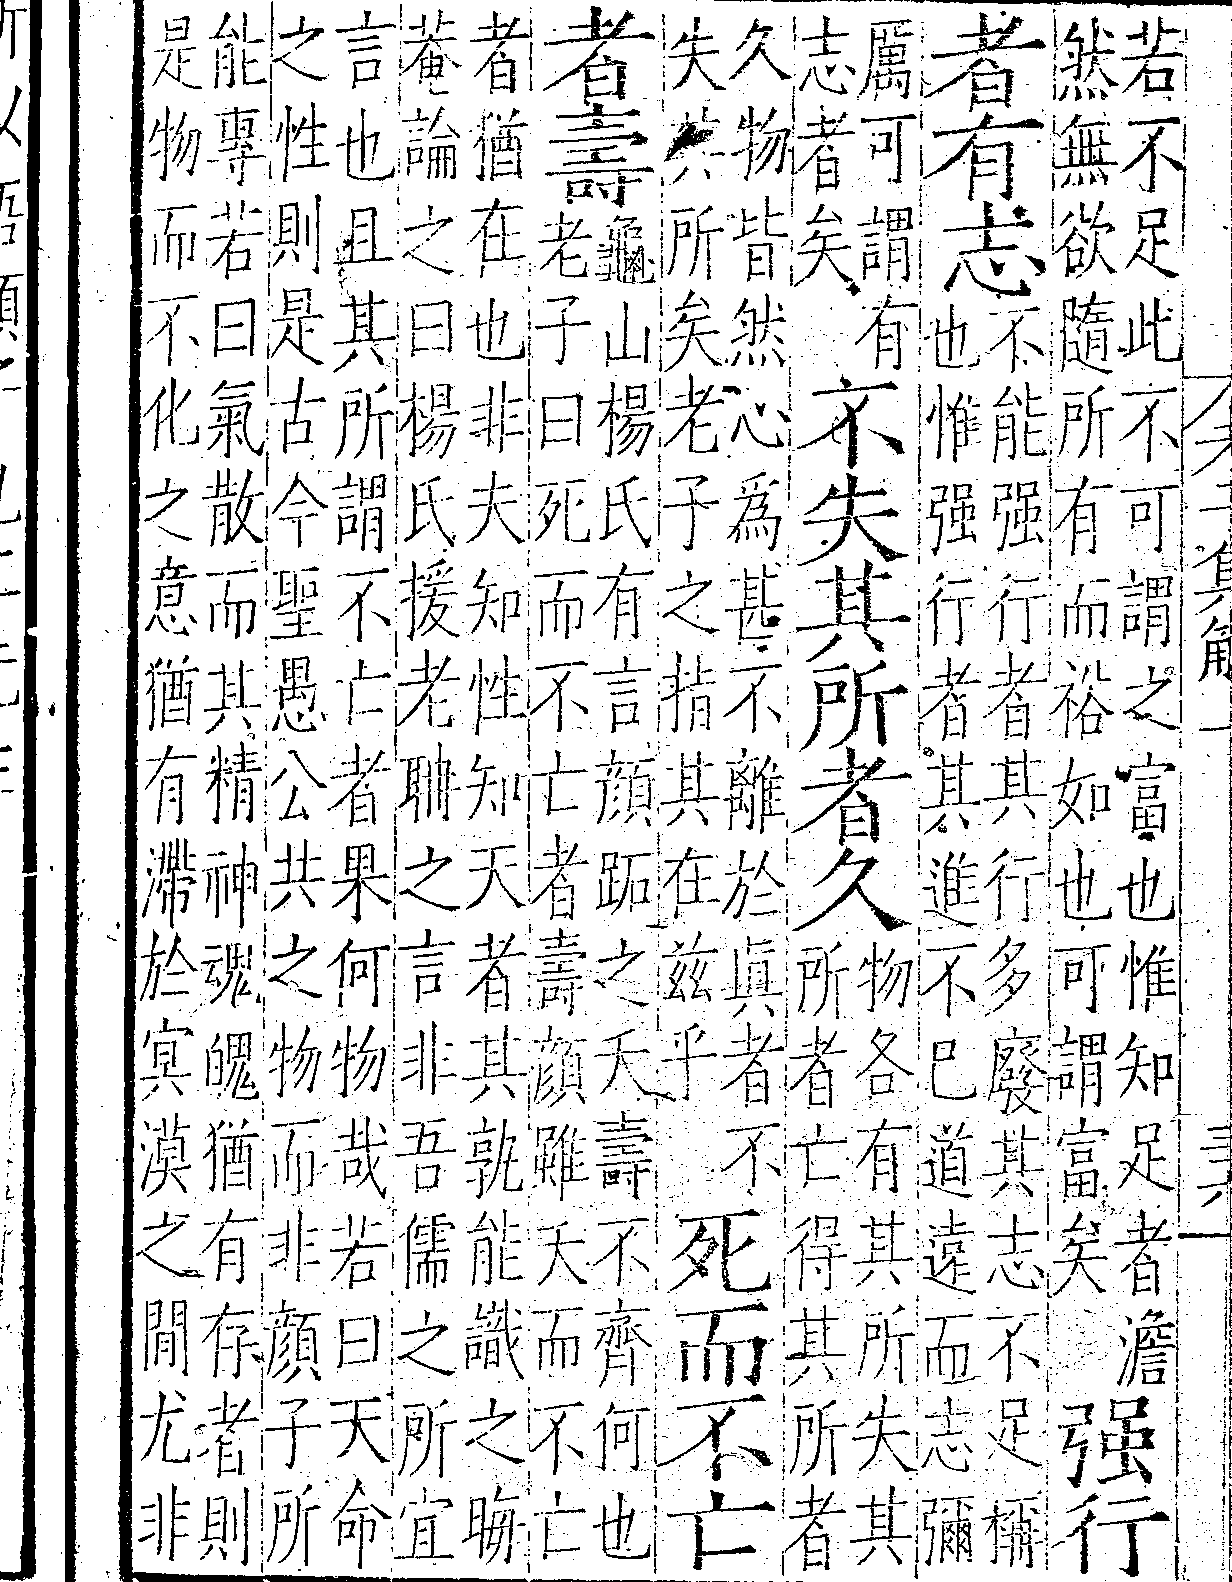 若不足此不可謂之富也惟知足者澹
然無欲隨所有而裕如也可謂富矣
强行
者有志
不能强行者其行多廢其志不足穪
也惟强行者其進不已道遠而志彌
厲可謂有
志者矣
不失其所者久
物各有其所失其
所者亡得其所者
久物皆然心爲甚不離於眞者不
失其所矣老子之指其在兹乎
死而不亡
者壽
龜山楊氏有言顔跖之夭壽不齊何也
老子曰死而不亡者壽顔雖夭而不亡
者猶在也非夫知性知天者其孰能識之晦
菴論之曰楊氏援老聃之言非吾儒之所宜
言也且其所謂不亡者果何物哉若曰天命
之性則是古今聖愚公共之物而非顔子所
能專若曰氣散而其精神魂魄猶有存者則
是物而不化之意猶有滯於冥漠之間尤非